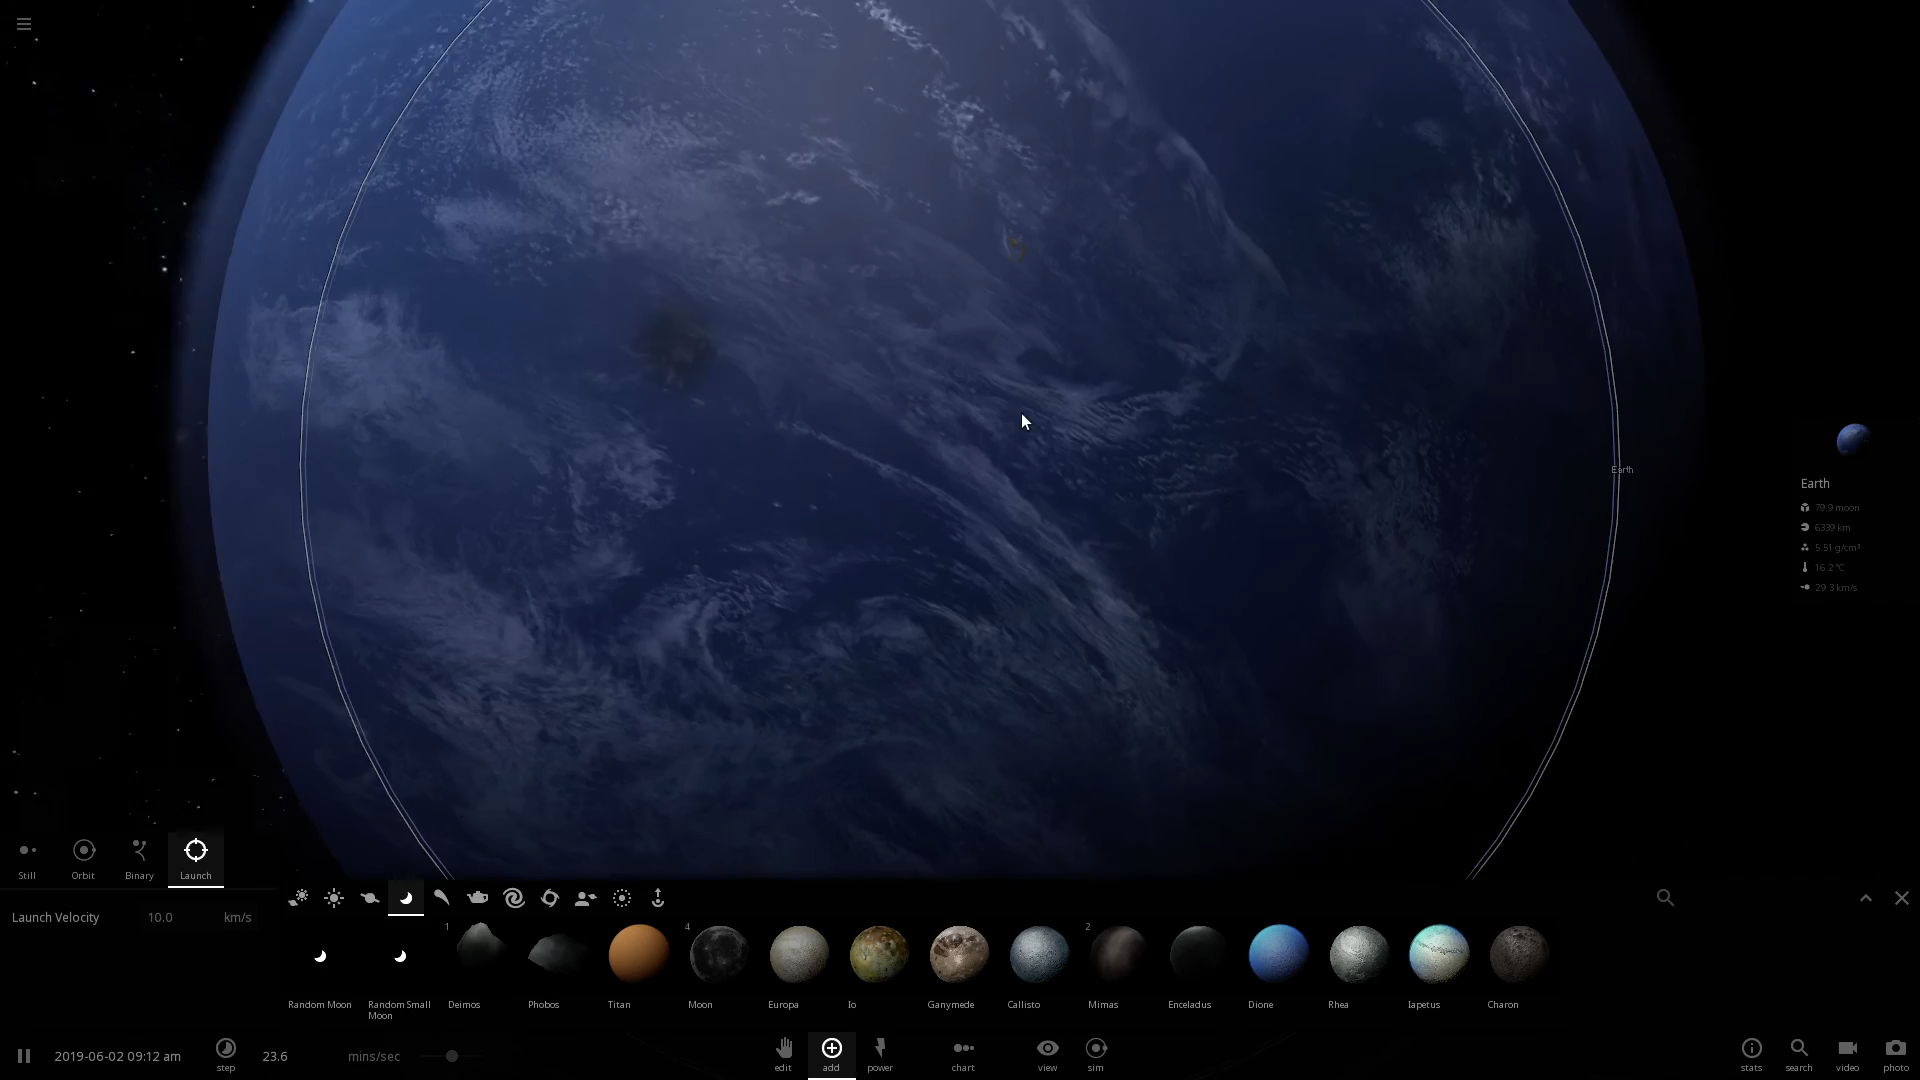 Earth
Earth
79.9 moon
6339 km
5.51 g/cm³
16.2 °C
29.3 km/s
Still
Orbit
Binary
Launch
Launch Velocity 10.0 km/s
1
4
2
Random Moon
Random Small Moon
Deimos
Phobos
Titan
Moon
Europa
Io
Ganymede
Callisto
Mimas
Enceladus
Dione
Rhea
Iapetus
Charon
2019-06-02 09:12 am
step
23.6 mins/sec
edit
add
power
chart
view
sim
stats
search
video
photo